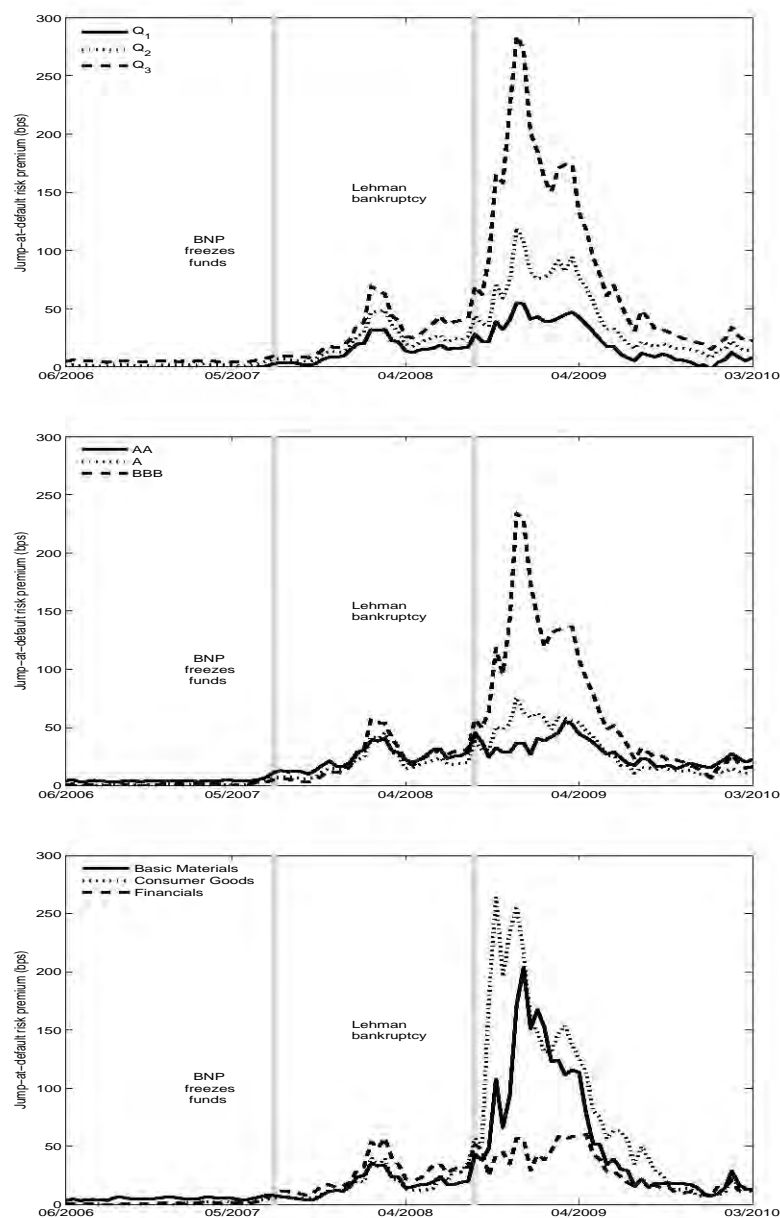 300
250
200
150
100
50
0
Jump-at-default risk premium (bps)
Q1
Q2
Q3
BNP
freezes
funds
Lehman
bankruptcy
06/2006
05/2007
04/2008
04/2009
03/2010
300
250
200
150
100
50
0
Jump-at-default risk premium (bps)
AA
A
BBB
BNP
freezes
funds
Lehman
bankruptcy
06/2006
05/2007
04/2008
04/2009
03/2010
300
250
200
150
100
50
0
Jump-at-default risk premium (bps)
Basic Materials
Consumer Goods
Financials
BNP
freezes
funds
Lehman
bankruptcy
06/2006
05/2007
04/2008
04/2009
03/2010